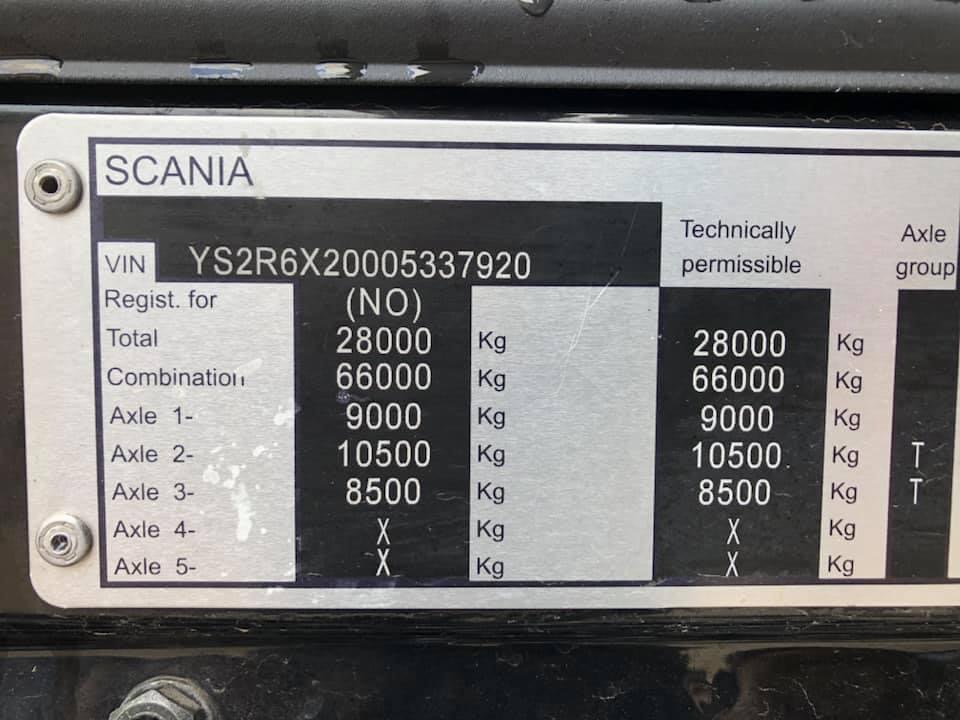 SCANIA
Technically permissible
Axle group
VIN YS2R6X20005337920
Regist. for (NO)
Total 28000 Kg 28000 Kg
Combination 66000 Kg 66000 Kg
Axle 1- 9000 Kg 9000 Kg
Axle 2- 10500 Kg 10500 Kg T
Axle 3- 8500 Kg 8500 Kg T
Axle 4- X Kg X Kg
Axle 5- X Kg X Kg